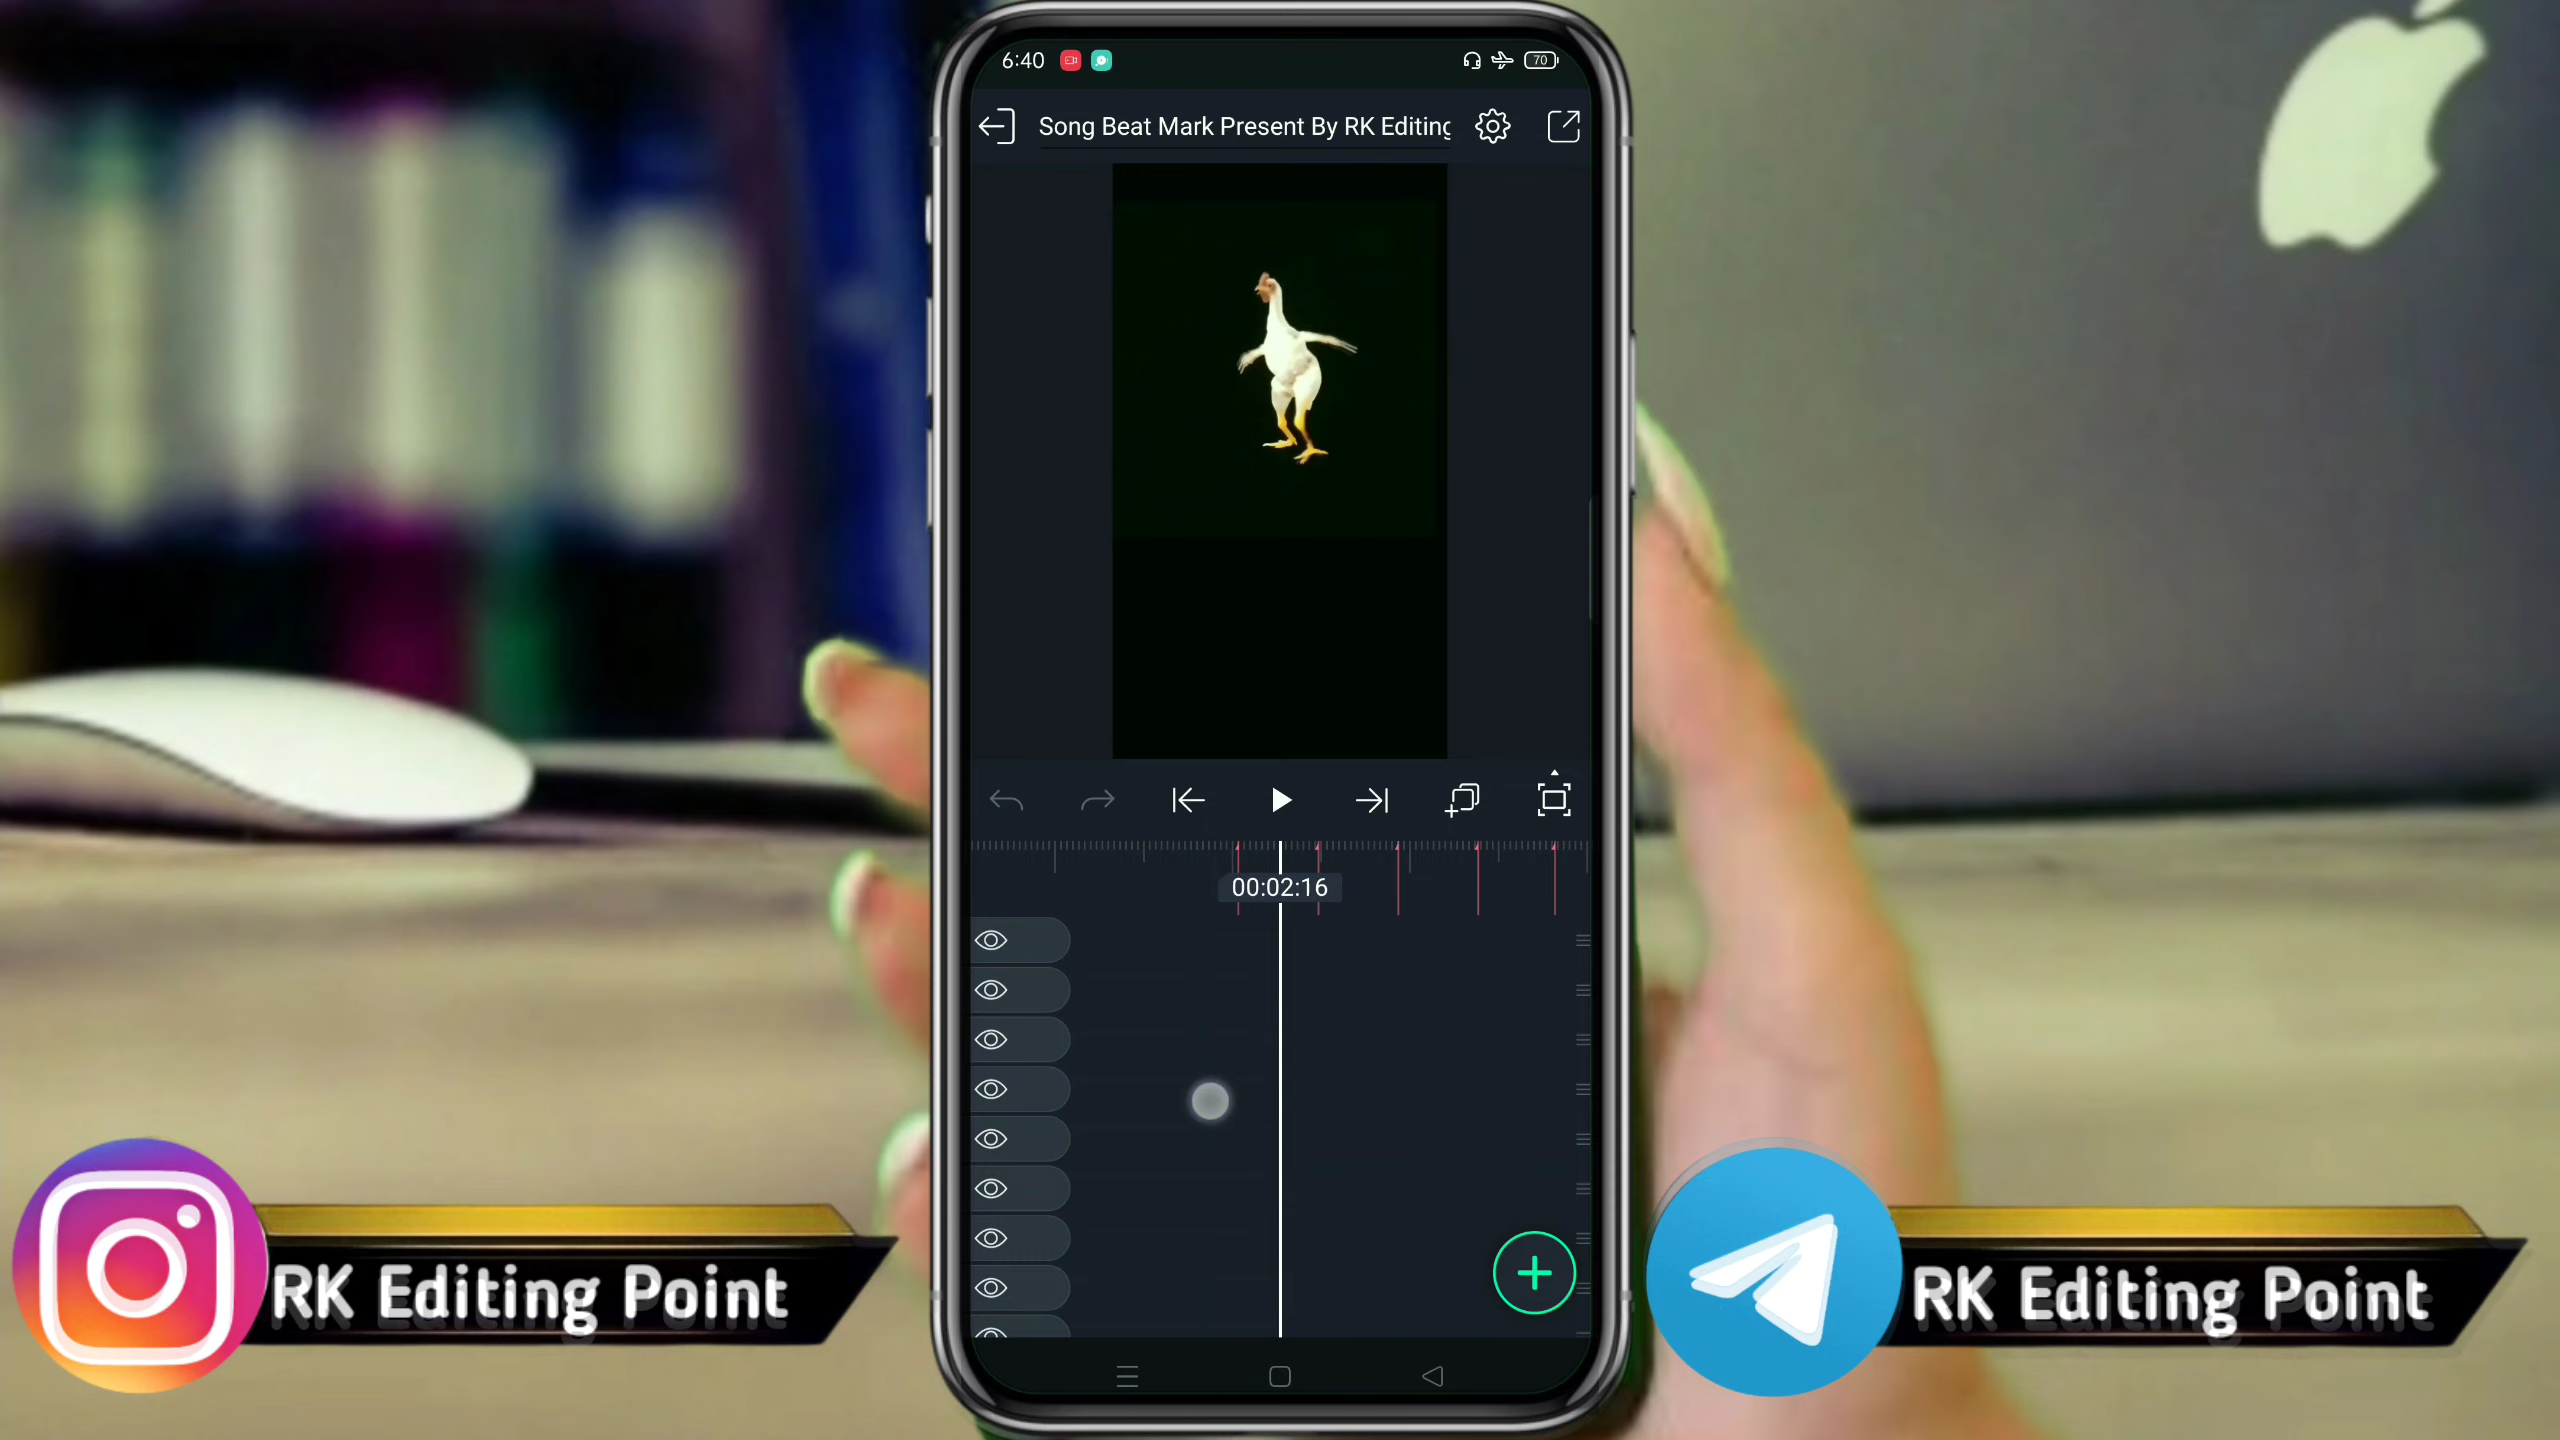 6:40
70
Song Beat Mark Present By RK Editing
00:02:16
RK Editing Point
RK Editing Point